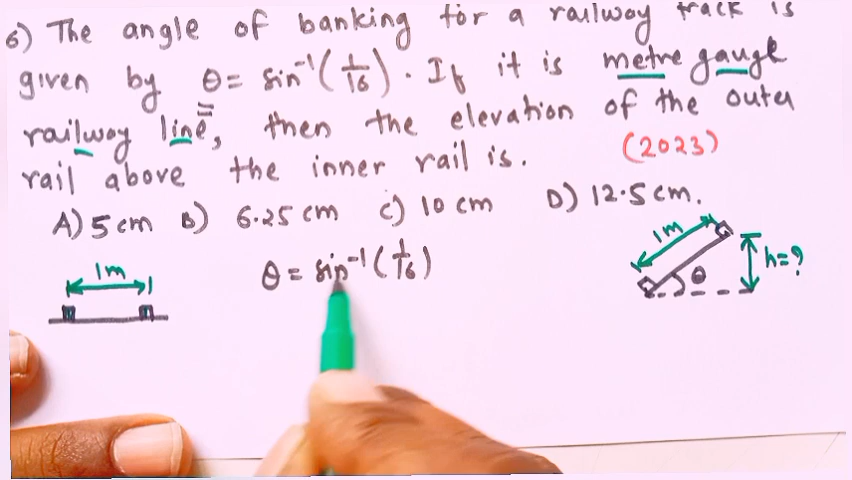 6) The angle of banking for a railway track is
given by θ = sin⁻¹(1/16). If it is metre gauge
railway line, then the elevation of the outer
rail above the inner rail is. (2023)
A) 5 cm B) 6.25 cm C) 10 cm D) 12.5 cm.
1m
θ = sin⁻¹(1/16)
1m
θ
h=?